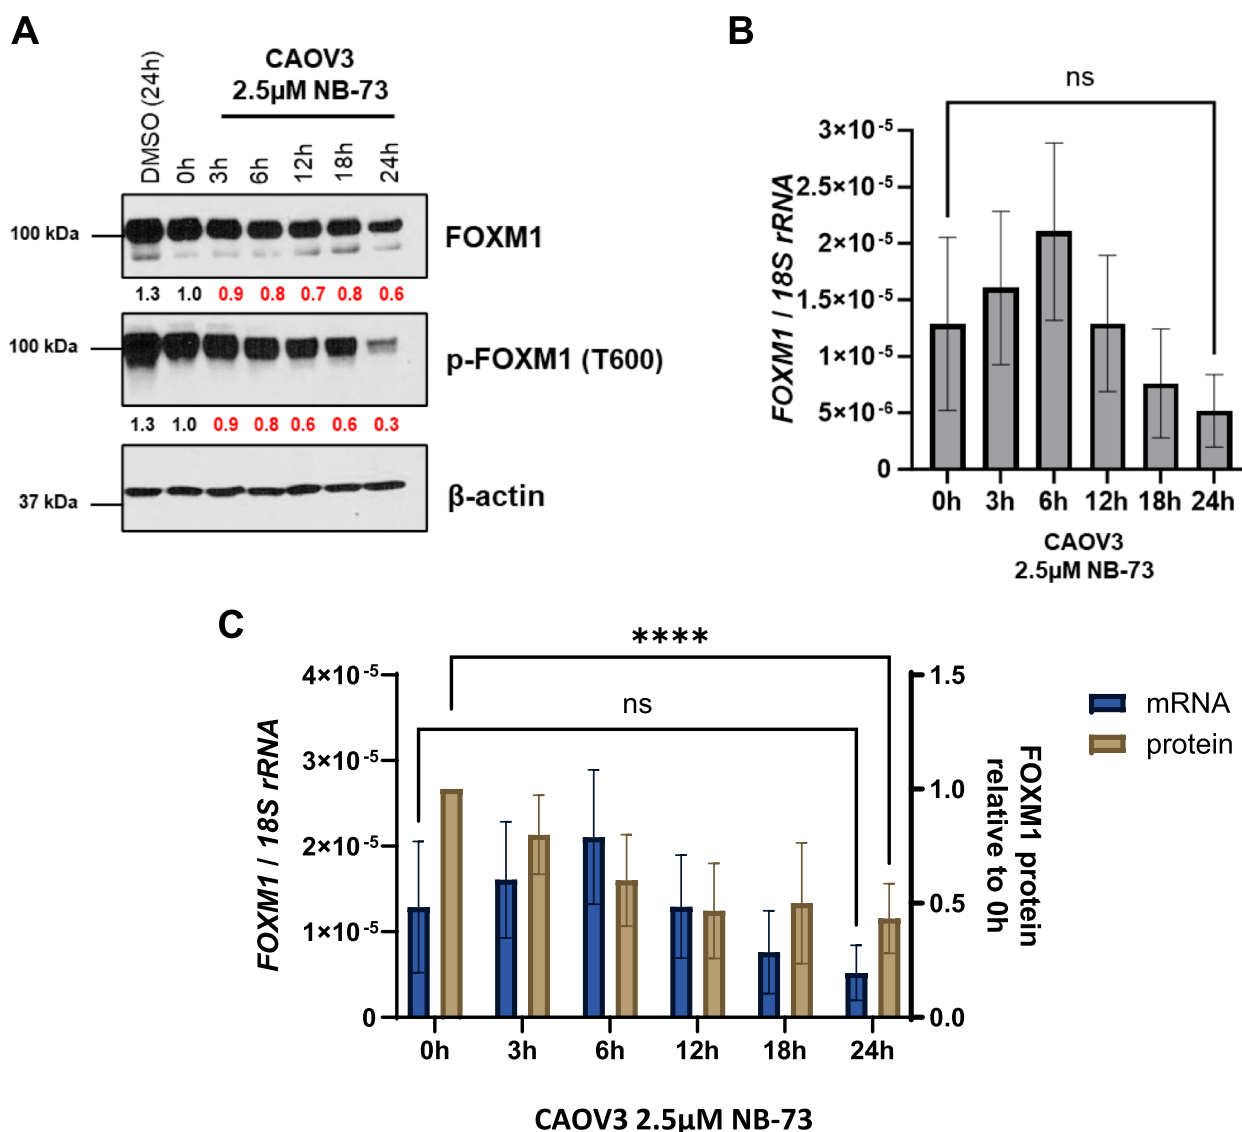 A
CAOV3
2.5µM NB-73
DMSO (24h)
0h
3h
6h
12h
18h
24h
100 kDa
FOXM1
1.3 1.0 0.9 0.8 0.7 0.8 0.6
100 kDa
p-FOXM1 (T600)
1.3 1.0 0.9 0.8 0.6 0.6 0.3
37 kDa
β-actin
B
ns
FOXM1 / 18S rRNA
3×10⁻⁵
2.5×10⁻⁵
2×10⁻⁵
1.5×10⁻⁵
1×10⁻⁵
5×10⁻⁶
0
0h 3h 6h 12h 18h 24h
CAOV3
2.5µM NB-73
C
****
ns
FOXM1 / 18S rRNA
4×10⁻⁵
3×10⁻⁵
2×10⁻⁵
1×10⁻⁵
0
1.5
1.0
0.5
0.0
FOXM1 protein
relative to 0h
mRNA
protein
0h 3h 6h 12h 18h 24h
CAOV3 2.5µM NB-73